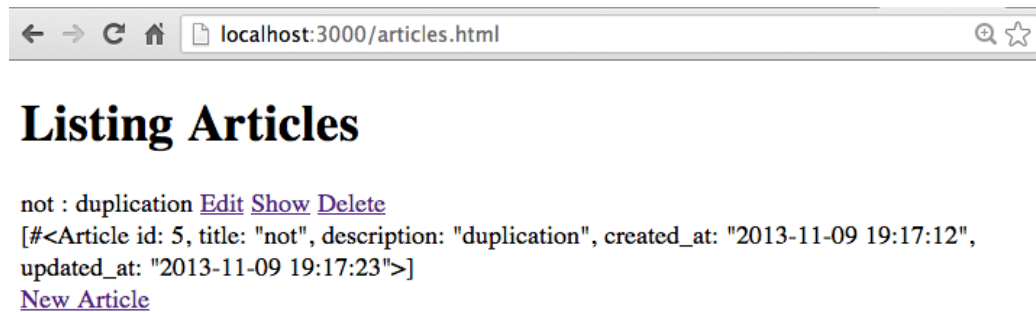 localhost:3000/articles.html
Listing Articles
not : duplication Edit Show Delete
[#<Article id: 5, title: "not", description: "duplication", created_at: "2013-11-09 19:17:12",
updated_at: "2013-11-09 19:17:23">]
New Article